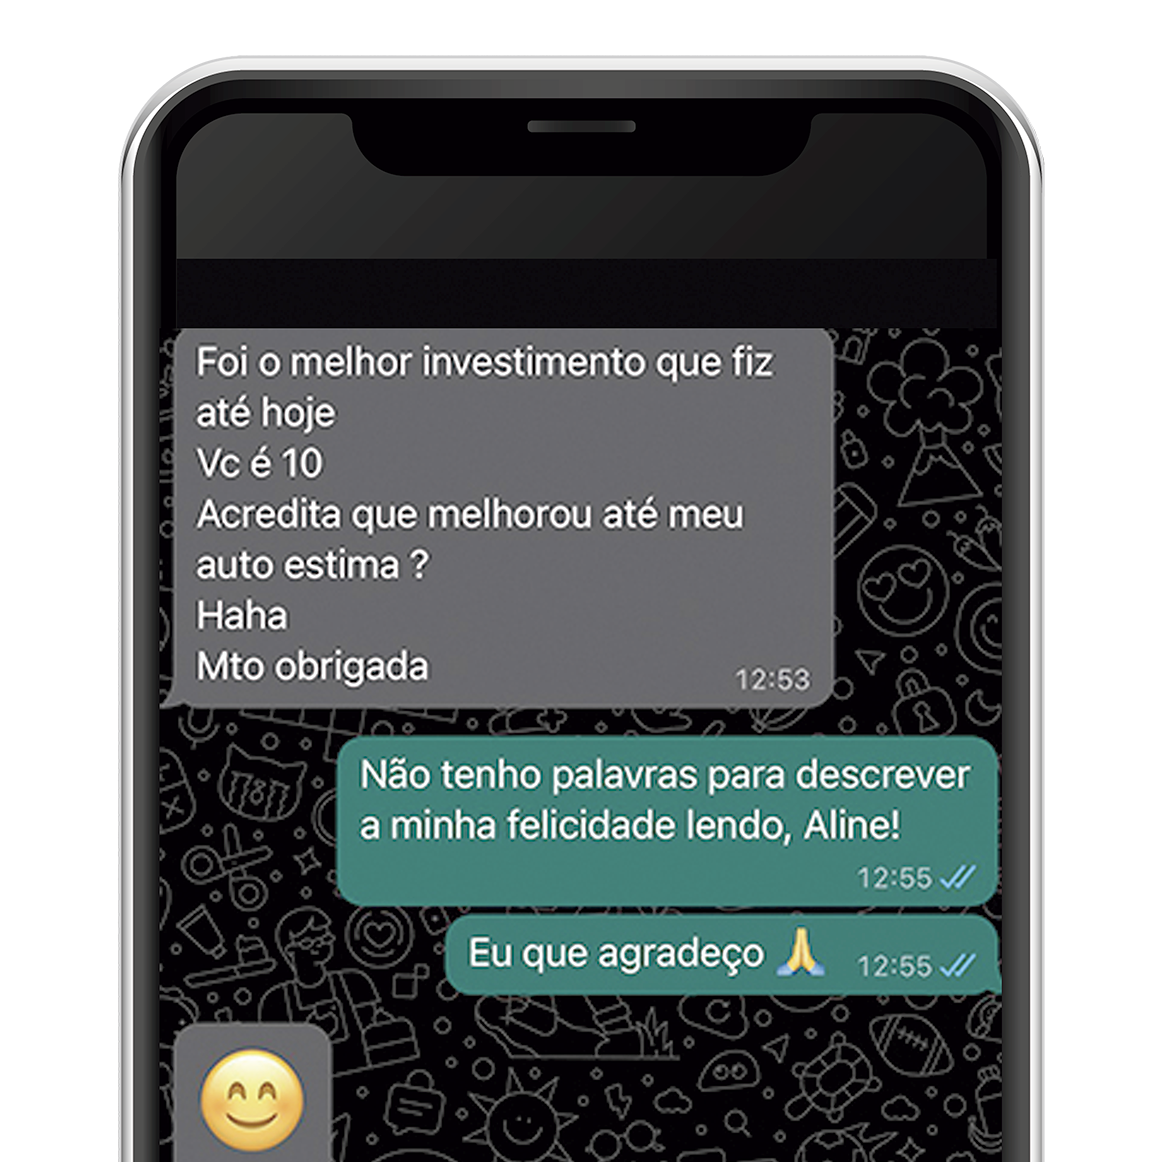 Foi o melhor investimento que fiz
até hoje
Vc é 10
Acredita que melhorou até meu
auto estima ?
Haha
Mto obrigada
12:53
Não tenho palavras para descrever
a minha felicidade lendo, Aline!
12:55
Eu que agradeço 🙏 12:55
😊